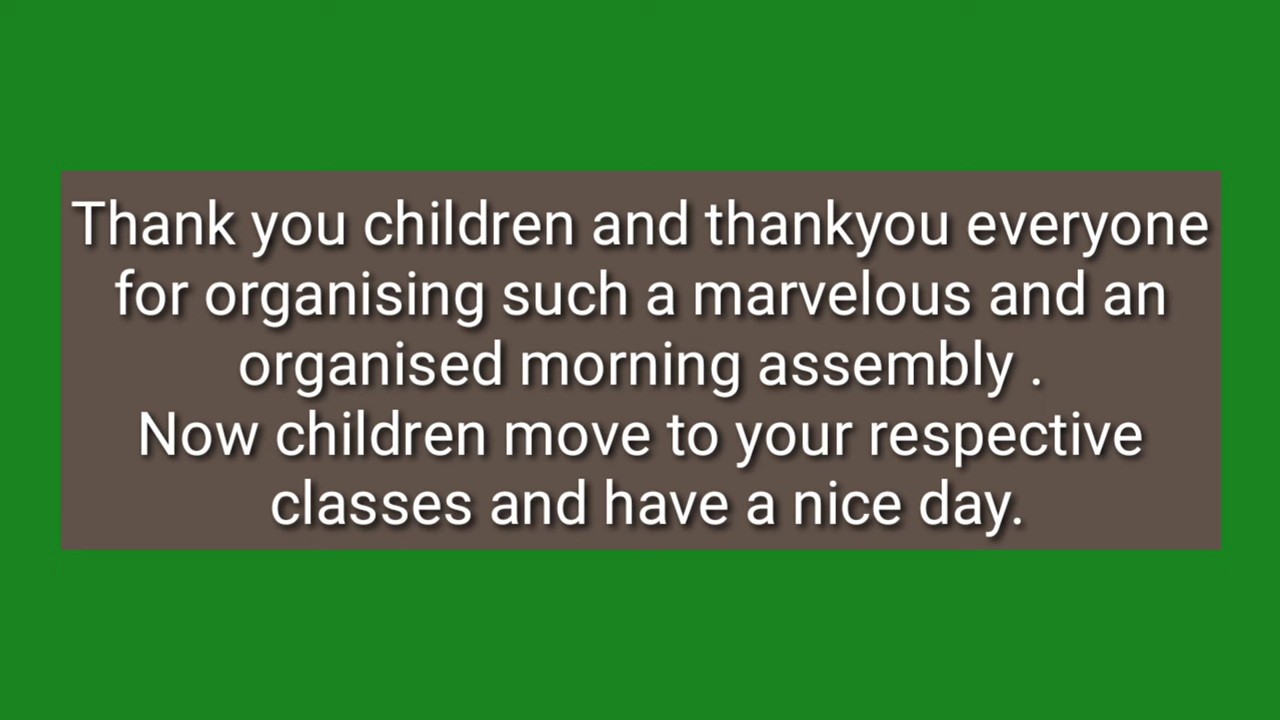 Thank you children and thankyou everyone
for organising such a marvelous and an
organised morning assembly .
Now children move to your respective
classes and have a nice day.